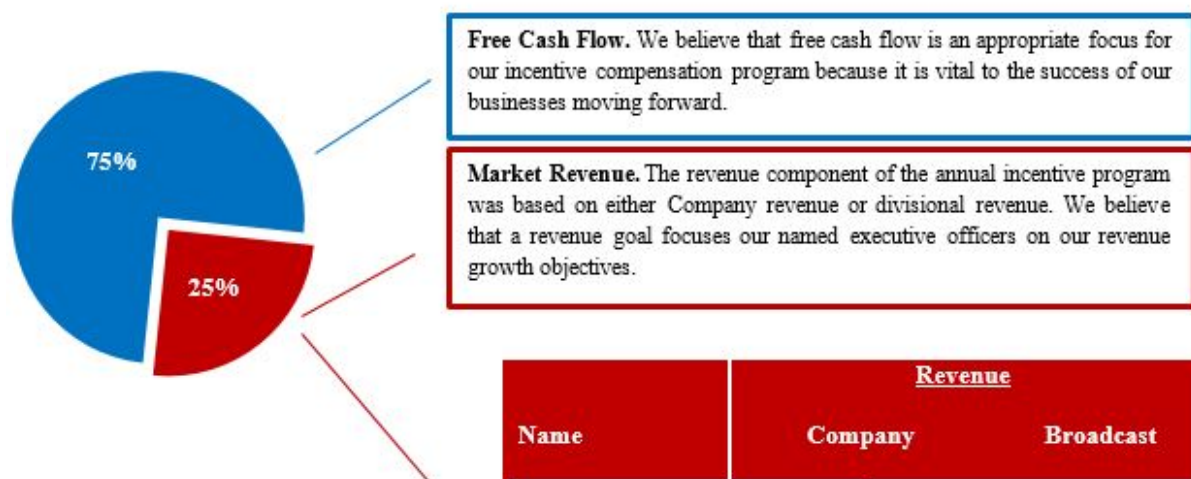 Free Cash Flow. We believe that free cash flow is an appropriate focus for
our incentive compensation program because it is vital to the success of our
businesses moving forward.
75%
Market Revenue. The revenue component of the annual incentive program
was based on either Company revenue or divisional revenue. We believe
that a revenue goal focuses our named executive officers on our revenue
growth objectives.
25%
Revenue
Name Company Broadcast